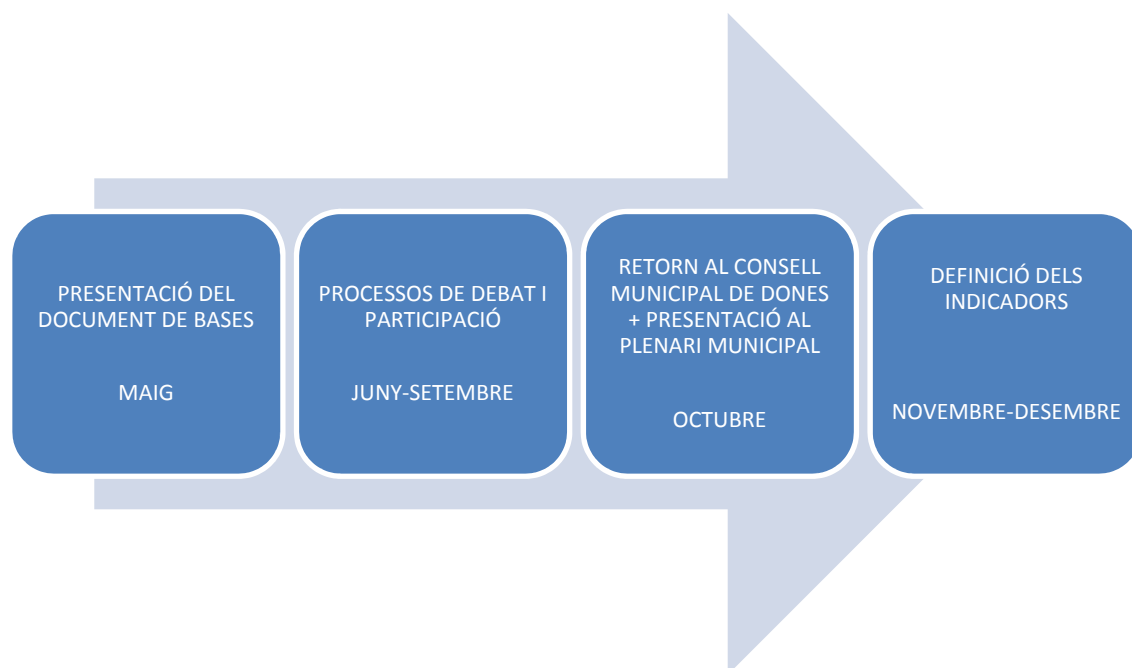 PRESENTACIÓ DEL
DOCUMENT DE BASES
MAIG
PROCESSOS DE DEBAT I
PARTICIPACIÓ
JUNY-SETEMBRE
RETORN AL CONSELL
MUNICIPAL DE DONES
+ PRESENTACIÓ AL
PLENARI MUNICIPAL
OCTUBRE
DEFINICIÓ DELS
INDICADORS
NOVEMBRE-DESEMBRE